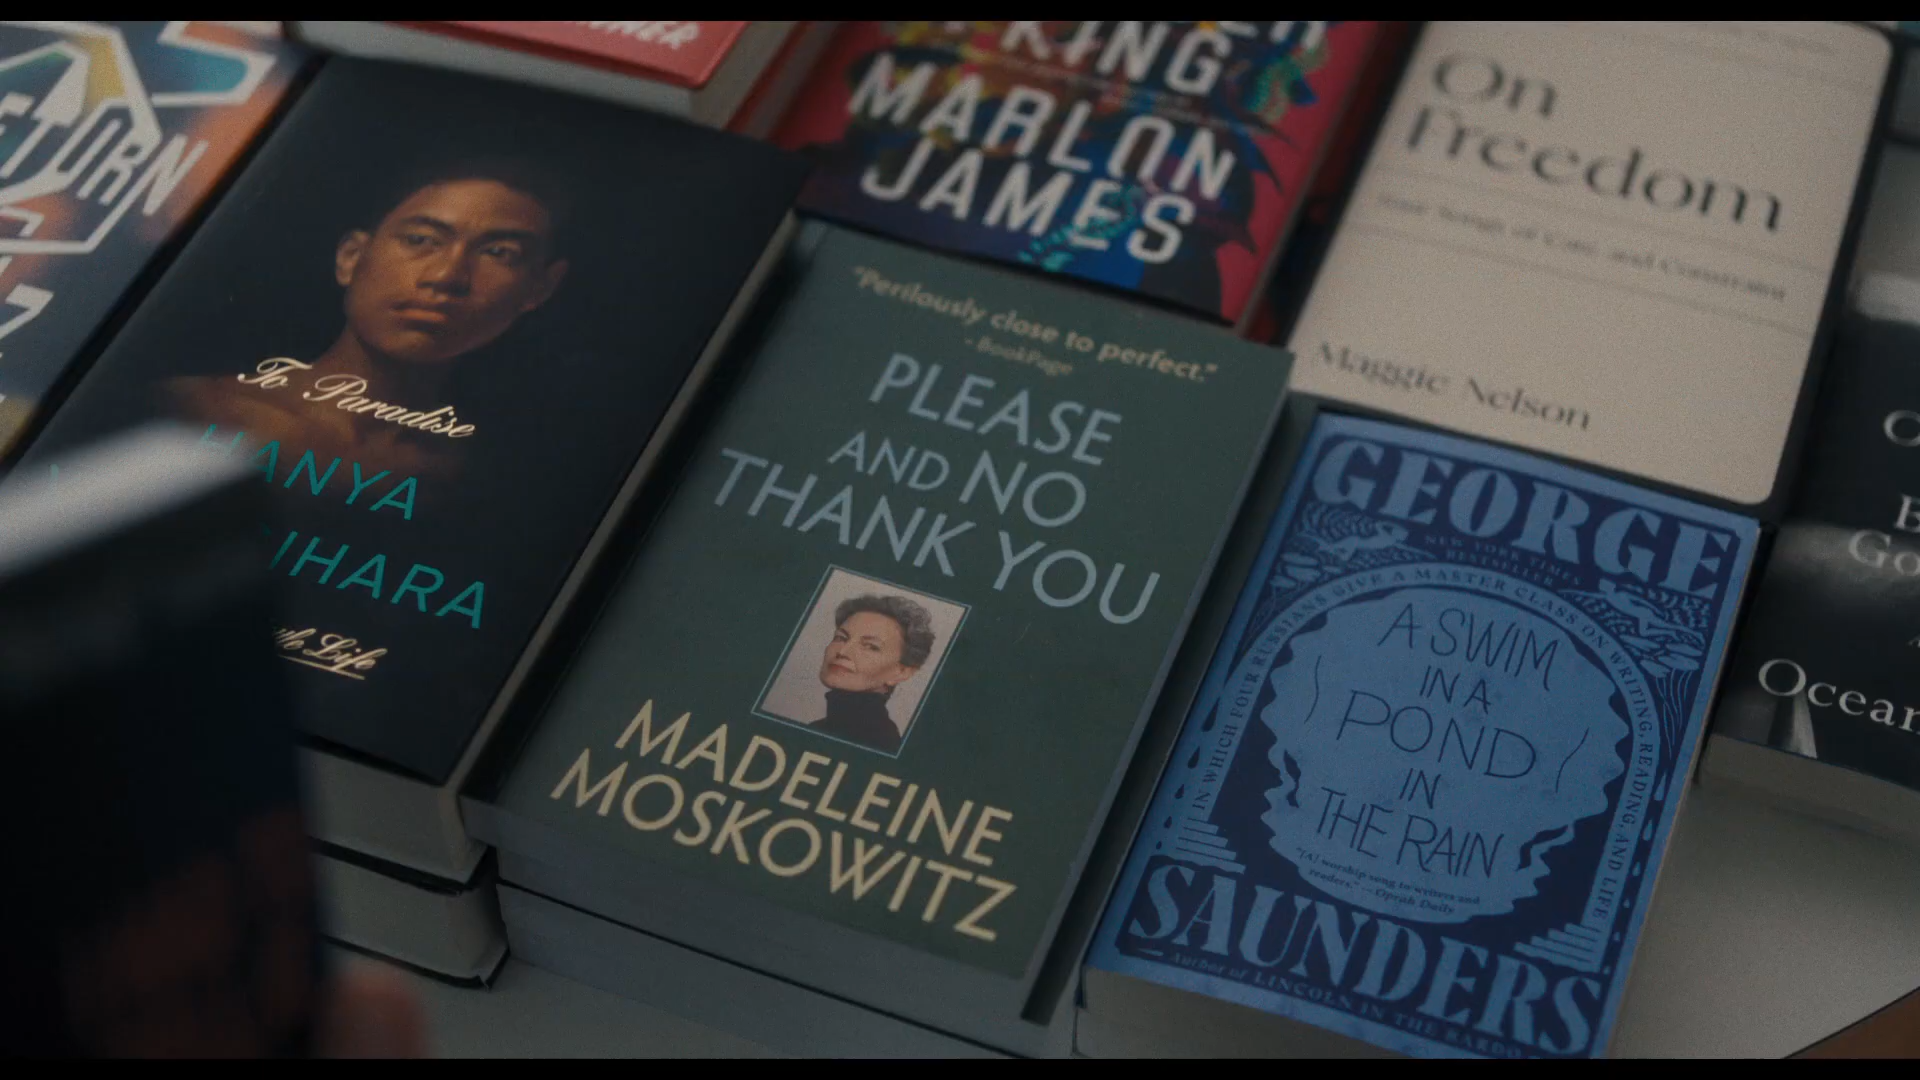 KING
MARLON
JAMES
On
Freedom
Maggie Nelson
To Paradise
HANYA
Life
"Perilously close to perfect."
- BookPage
PLEASE
AND NO
THANK YOU
MADELEINE
MOSKOWITZ
GEORGE
NEW YORK TIMES
BESTSELLER
IN WHICH FOUR RUSSIANS GIVE A MASTER CLASS ON WRITING, READING, AND LIFE
A SWIM
IN A
POND
IN
THE RAIN
"[A] worship song to writers and
readers." —Oprah Daily
SAUNDERS
Author of LINCOLN IN THE BARDO